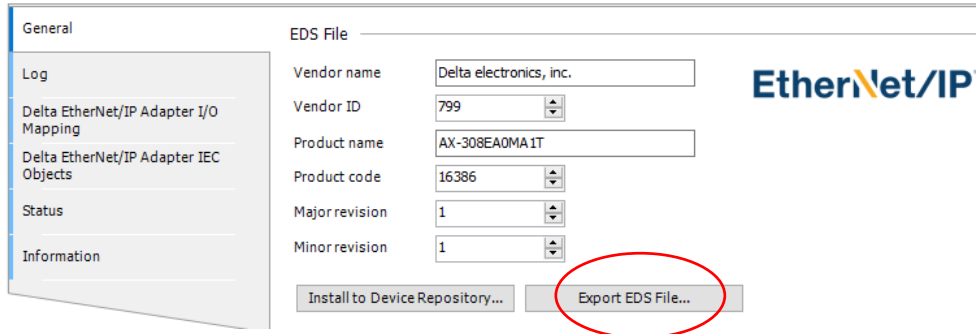 General
Log
Delta EtherNet/IP Adapter I/O
Mapping
Delta EtherNet/IP Adapter IEC
Objects
Status
Information
EDS File
Vendor name Delta electronics, inc.
Vendor ID 799
Product name AX-308EA0MA1T
Product code 16386
Major revision 1
Minor revision 1
Install to Device Repository... Export EDS File...
EtherNet/IP